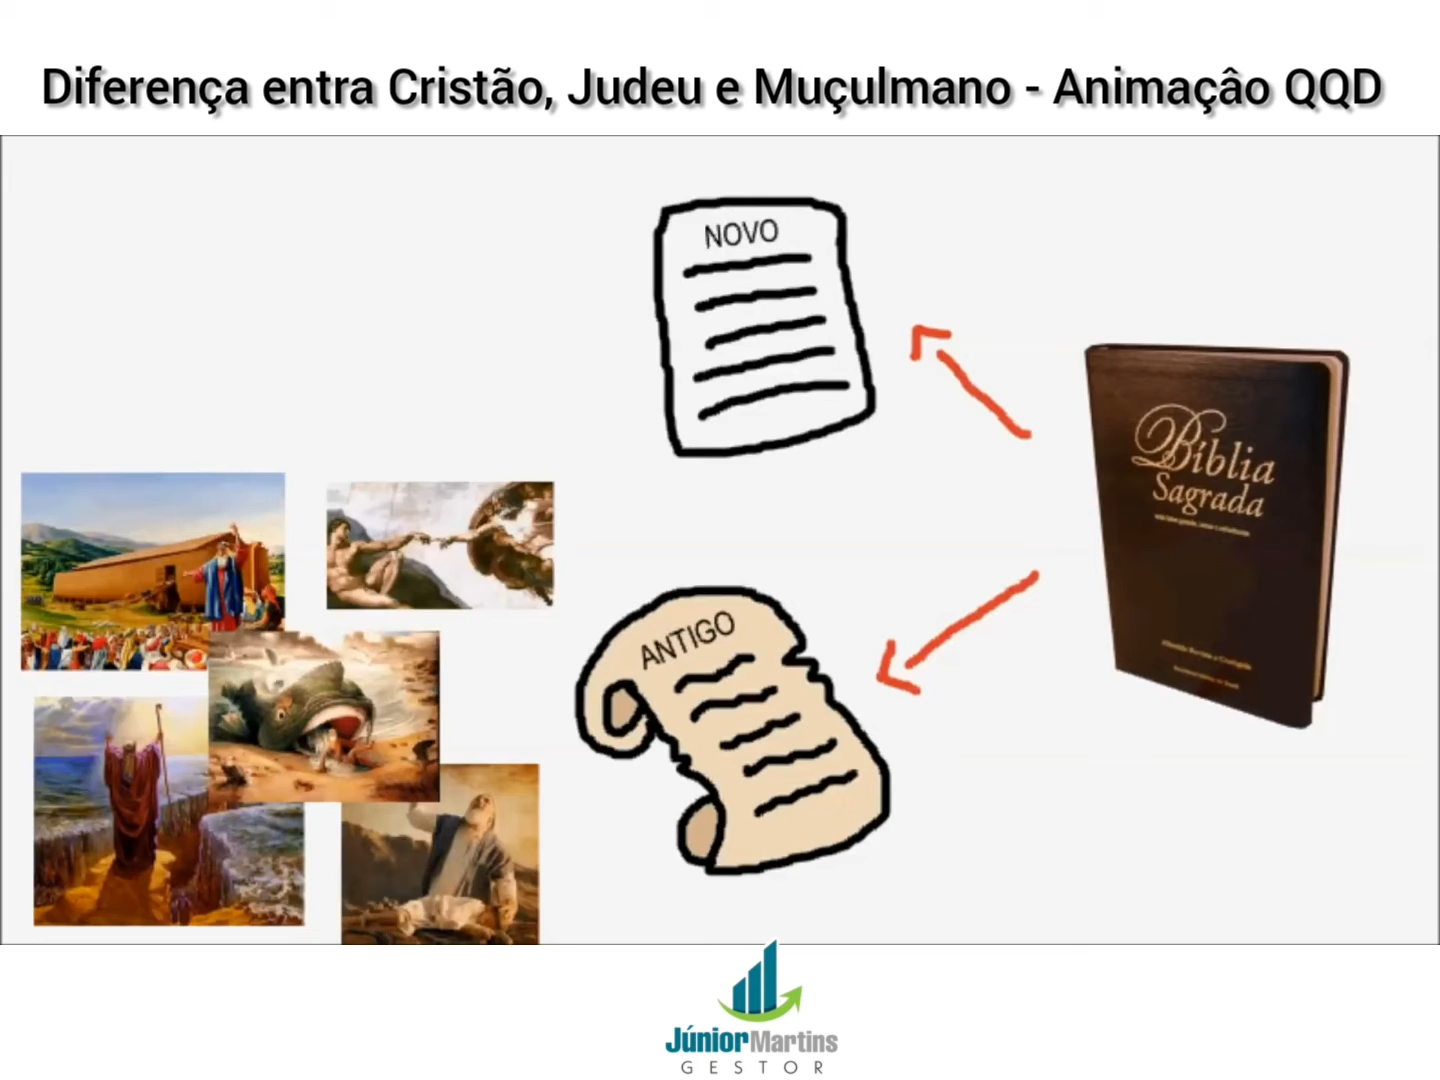 Diferença entra Cristão, Judeu e Muçulmano - Animaçâo QQD
NOVO
Bíblia
Sagrada
ANTIGO
JúniorMartins
GESTOR